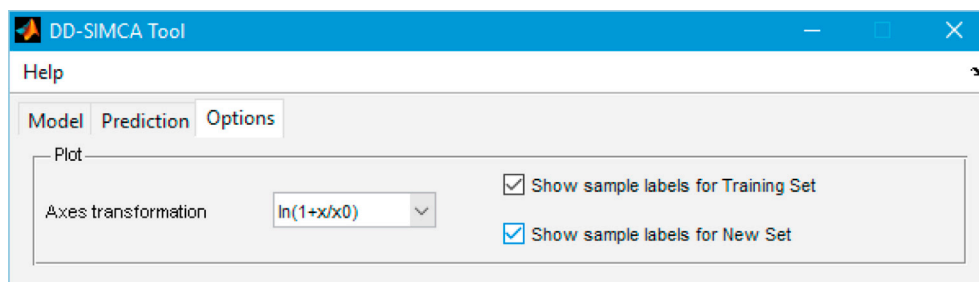 DD-SIMCA Tool
Help
Model Prediction Options
Plot
Axes transformation
ln(1+x/x0)
Show sample labels for Training Set
Show sample labels for New Set